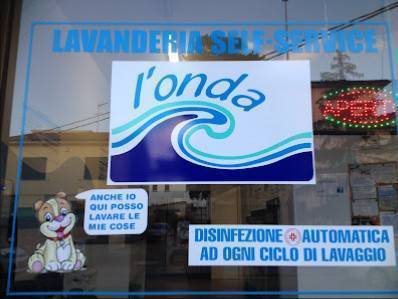 LAVANDERIA SELF-SERVICE
l'onda
APERTO
ANCHE IO
QUI POSSO
LAVARE LE
MIE COSE
DISINFEZIONE AUTOMATICA
AD OGNI CICLO DI LAVAGGIO